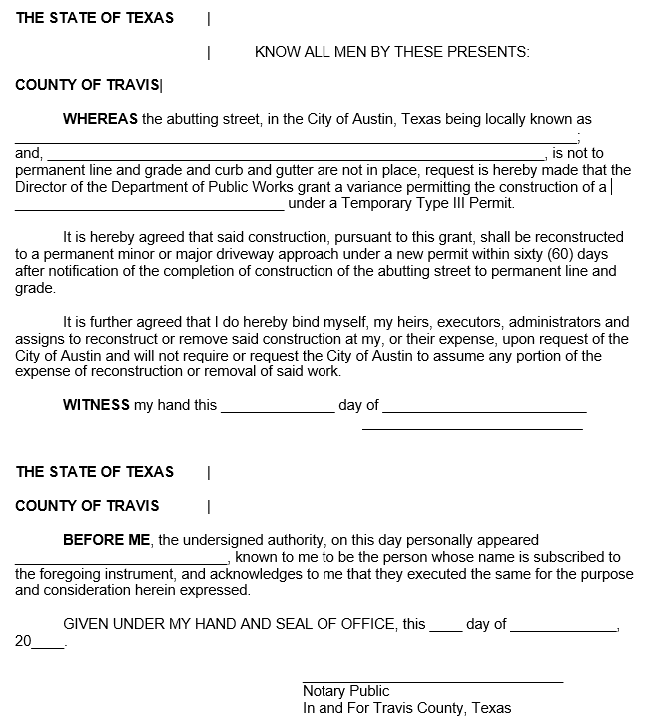 THE STATE OF TEXAS |
| KNOW ALL MEN BY THESE PRESENTS:
COUNTY OF TRAVIS|
WHEREAS the abutting street, in the City of Austin, Texas being locally known as
____________________________________________________________________;
and, ____________________________________________________________, is not to
permanent line and grade and curb and gutter are not in place, request is hereby made that the
Director of the Department of Public Works grant a variance permitting the construction of a |
_________________________________ under a Temporary Type III Permit.
It is hereby agreed that said construction, pursuant to this grant, shall be reconstructed
to a permanent minor or major driveway approach under a new permit within sixty (60) days
after notification of the completion of construction of the abutting street to permanent line and
grade.
It is further agreed that I do hereby bind myself, my heirs, executors, administrators and
assigns to reconstruct or remove said construction at my, or their expense, upon request of the
City of Austin and will not require or request the City of Austin to assume any portion of the
expense of reconstruction or removal of said work.
WITNESS my hand this ______________ day of _________________________
___________________________
THE STATE OF TEXAS |
COUNTY OF TRAVIS |
BEFORE ME, the undersigned authority, on this day personally appeared
__________________________, known to me to be the person whose name is subscribed to
the foregoing instrument, and acknowledges to me that they executed the same for the purpose
and consideration herein expressed.
GIVEN UNDER MY HAND AND SEAL OF OFFICE, this ____ day of _____________,
20____.
________________________________
Notary Public
In and For Travis County, Texas